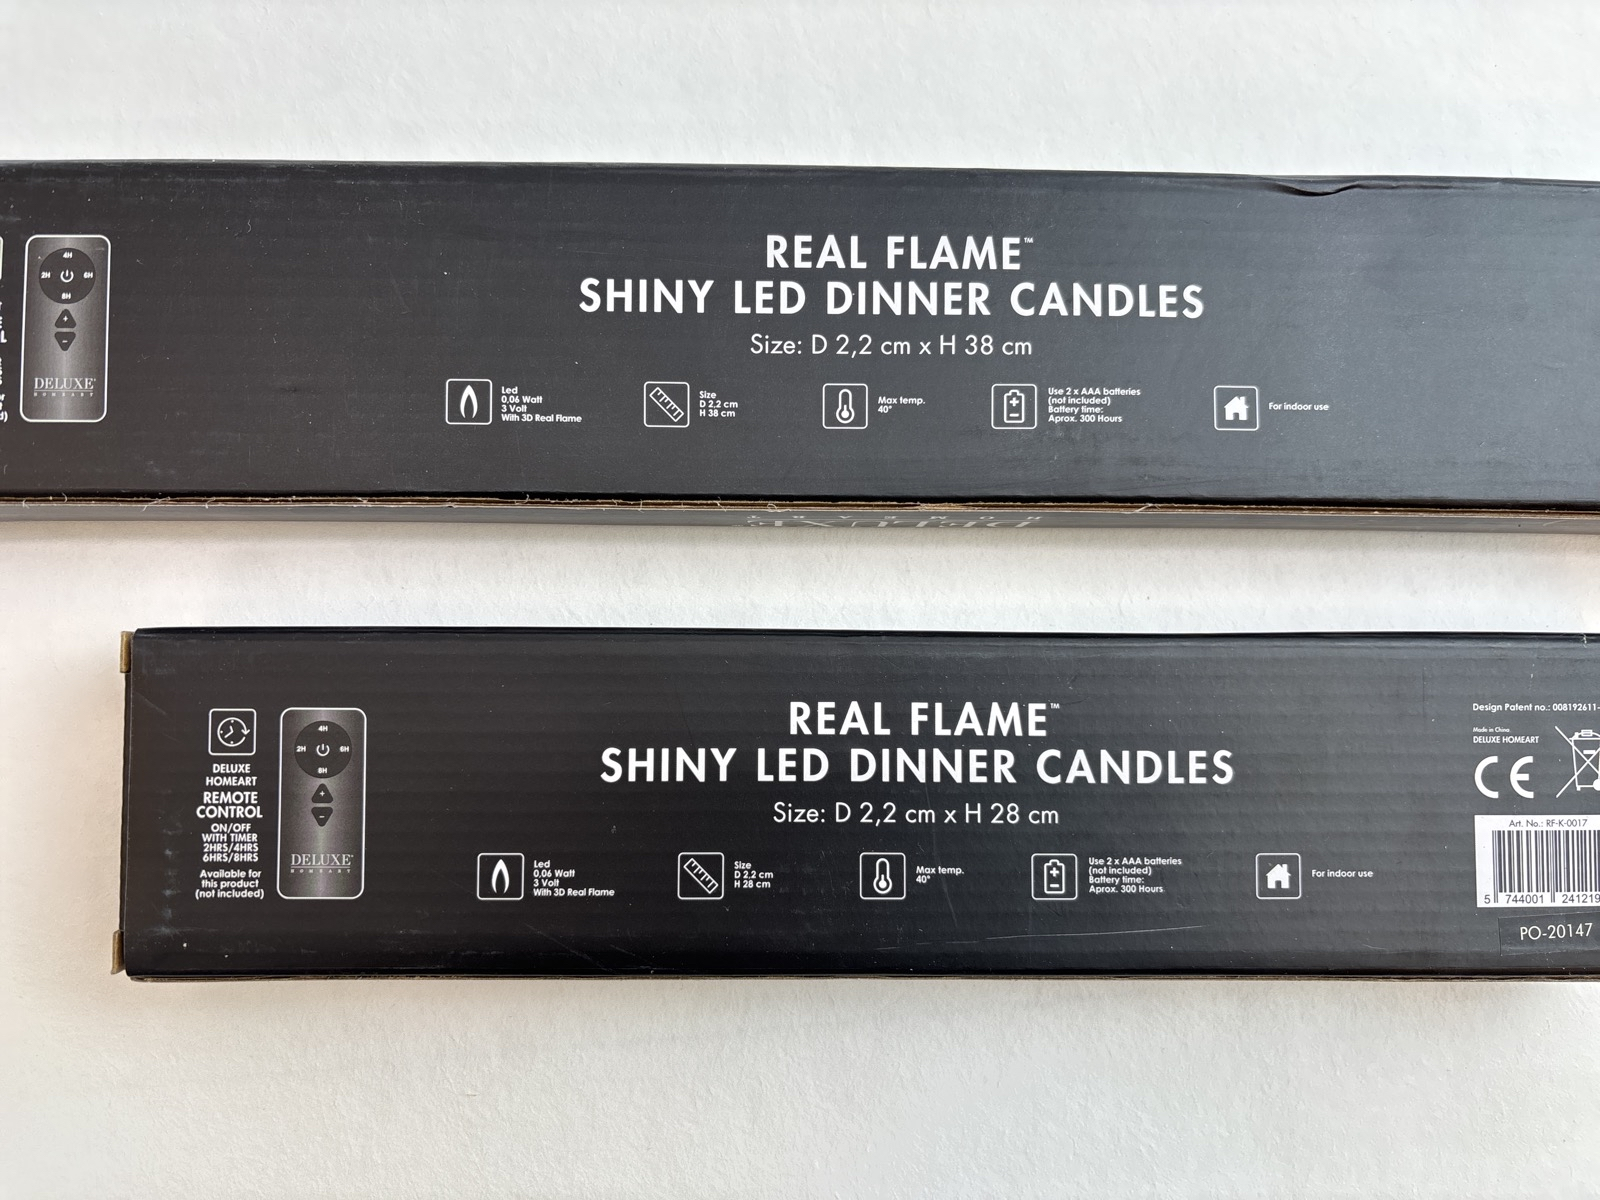 4H
2H
6H
8H
+
-
DELUXE®
HOMEART
REAL FLAME™
SHINY LED DINNER CANDLES
Size: D 2,2 cm x H 38 cm
Led
0,06 Watt
3 Volt
With 3D Real Flame
Size
D 2,2 cm
H 38 cm
Max temp.
40°
Use 2 x AAA batteries
(not included)
Battery time:
Aprox. 300 Hours
For indoor use
DELUXE
HOMEART
DELUXE
HOMEART
REMOTE
CONTROL
ON/OFF
WITH TIMER
2HRS/4HRS
6HRS/8HRS
Available for
this product
(not included)
4H
2H
6H
8H
+
-
DELUXE®
HOMEART
REAL FLAME™
SHINY LED DINNER CANDLES
Size: D 2,2 cm x H 28 cm
Led
0,06 Watt
3 Volt
With 3D Real Flame
Size
D 2,2 cm
H 28 cm
Max temp.
40°
Use 2 x AAA batteries
(not included)
Battery time:
Aprox. 300 Hours
For indoor use
Design Patent no.: 008192611-
Made in China.
DELUXE HOMEART
CE
Art. No.: RF-K-0017
5 744001 241219
PO-20147